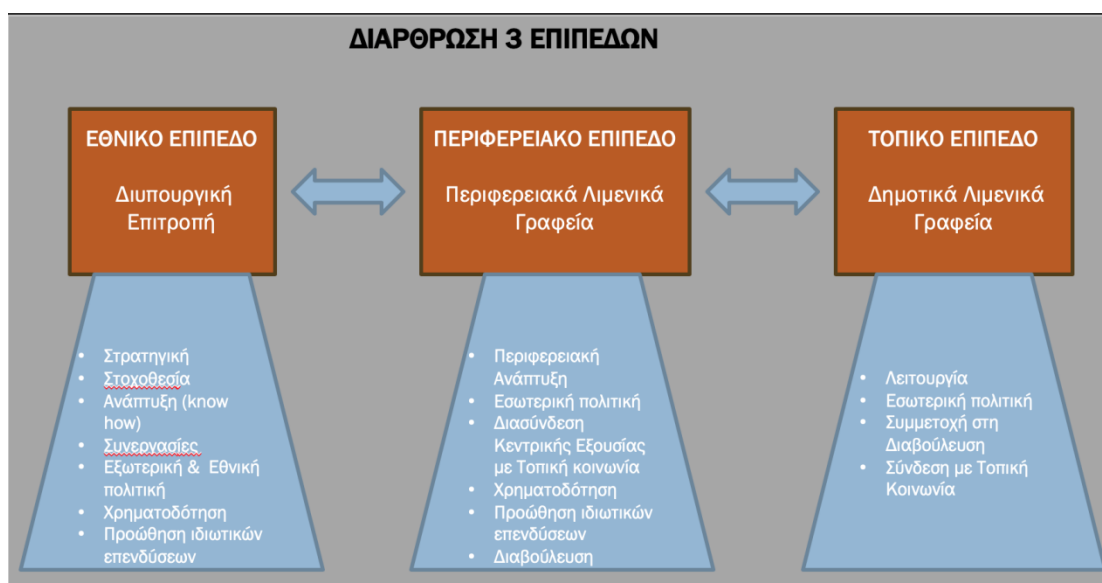 ΔΙΑΡΘΡΩΣΗ 3 ΕΠΙΠΕΔΩΝ
ΕΘΝΙΚΟ ΕΠΙΠΕΔΟ
Διυπουργική
Επιτροπή
• Στρατηγική
• Στοχοθεσία
• Ανάπτυξη (know
how)
• Συνεργασίες
• Εξωτερική & Εθνική
πολιτική
• Χρηματοδότηση
• Προώθηση ιδιωτικών
επενδύσεων
ΠΕΡΙΦΕΡΕΙΑΚΟ ΕΠΙΠΕΔΟ
Περιφερειακά Λιμενικά
Γραφεία
• Περιφερειακή
Ανάπτυξη
• Εσωτερική πολιτική
• Διασύνδεση
Κεντρικής Εξουσίας
με Τοπική κοινωνία
• Χρηματοδότηση
• Προώθηση ιδιωτικών
επενδύσεων
• Διαβούλευση
ΤΟΠΙΚΟ ΕΠΙΠΕΔΟ
Δημοτικά Λιμενικά
Γραφεία
• Λειτουργία
• Εσωτερική πολιτική
• Συμμετοχή στη
Διαβούλευση
• Σύνδεση με Τοπική
Κοινωνία